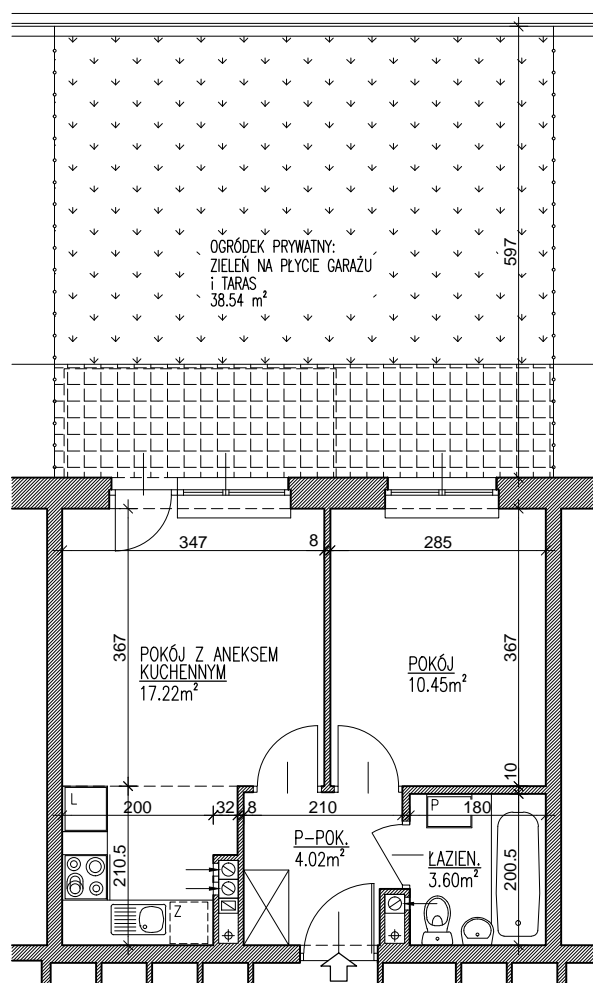 597
OGRÓDEK PRYWATNY:
ZIELEŃ NA PŁYCIE GARAŻU
i TARAS
38.54 m²
347
8
285
367
POKÓJ Z ANEKSEM
KUCHENNYM
17.22m²
POKÓJ
10.45m²
367
10
L
200
32
8
210
P
180
P-POK.
4.02m²
ŁAZIEN.
3.60m²
210.5
200.5
Z